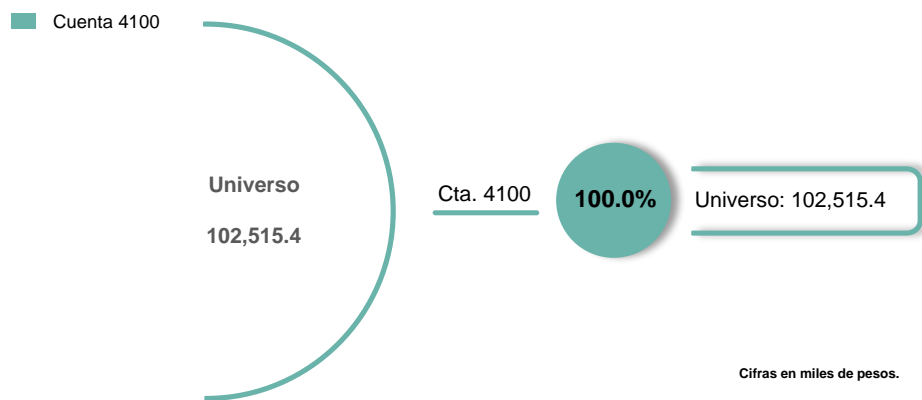 Cuenta 4100
Universo
102,515.4
Cta. 4100
100.0%
Universo: 102,515.4
Cifras en miles de pesos.